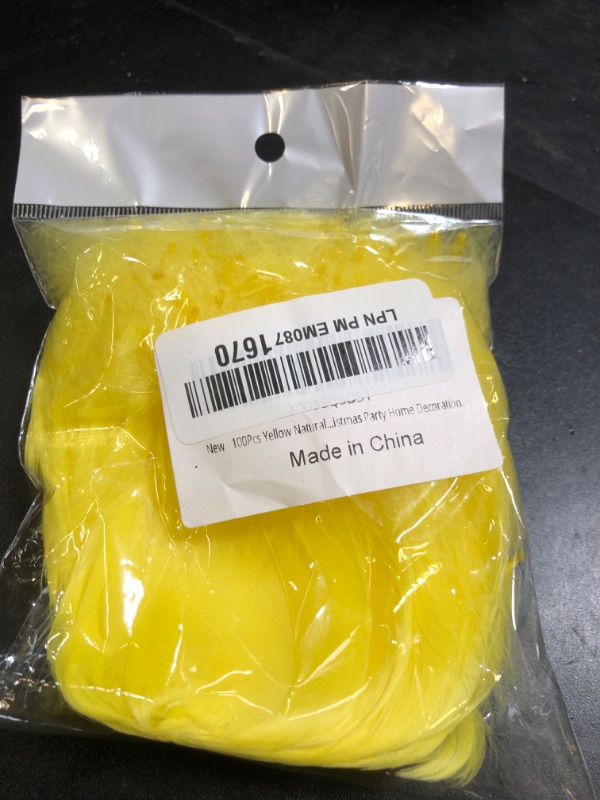 LPN PM EM0871670
New 100Pcs Yellow Natural...istmas Party Home Decoration
Made in China